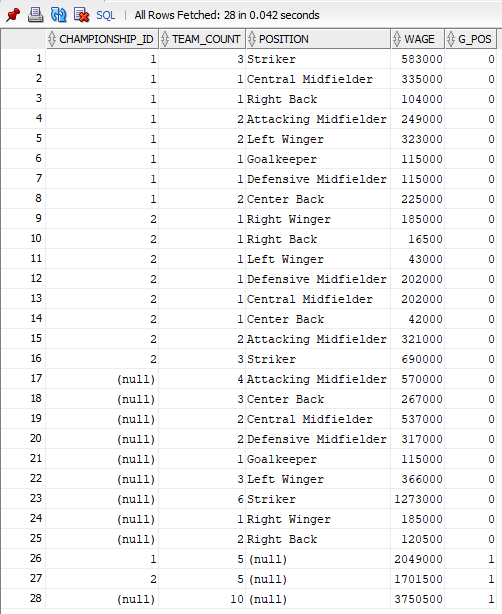 SQL | All Rows Fetched: 28 in 0.042 seconds
CHAMPIONSHIP_ID TEAM_COUNT POSITION WAGE G_POS
1 1 3 Striker 583000 0
2 1 1 Central Midfielder 335000 0
3 1 1 Right Back 104000 0
4 1 2 Attacking Midfielder 249000 0
5 1 2 Left Winger 323000 0
6 1 1 Goalkeeper 115000 0
7 1 1 Defensive Midfielder 115000 0
8 1 2 Center Back 225000 0
9 2 1 Right Winger 185000 0
10 2 1 Right Back 16500 0
11 2 1 Left Winger 43000 0
12 2 1 Defensive Midfielder 202000 0
13 2 1 Central Midfielder 202000 0
14 2 1 Center Back 42000 0
15 2 2 Attacking Midfielder 321000 0
16 2 3 Striker 690000 0
17 (null) 4 Attacking Midfielder 570000 0
18 (null) 3 Center Back 267000 0
19 (null) 2 Central Midfielder 537000 0
20 (null) 2 Defensive Midfielder 317000 0
21 (null) 1 Goalkeeper 115000 0
22 (null) 3 Left Winger 366000 0
23 (null) 6 Striker 1273000 0
24 (null) 1 Right Winger 185000 0
25 (null) 2 Right Back 120500 0
26 1 5 (null) 2049000 1
27 2 5 (null) 1701500 1
28 (null) 10 (null) 3750500 1